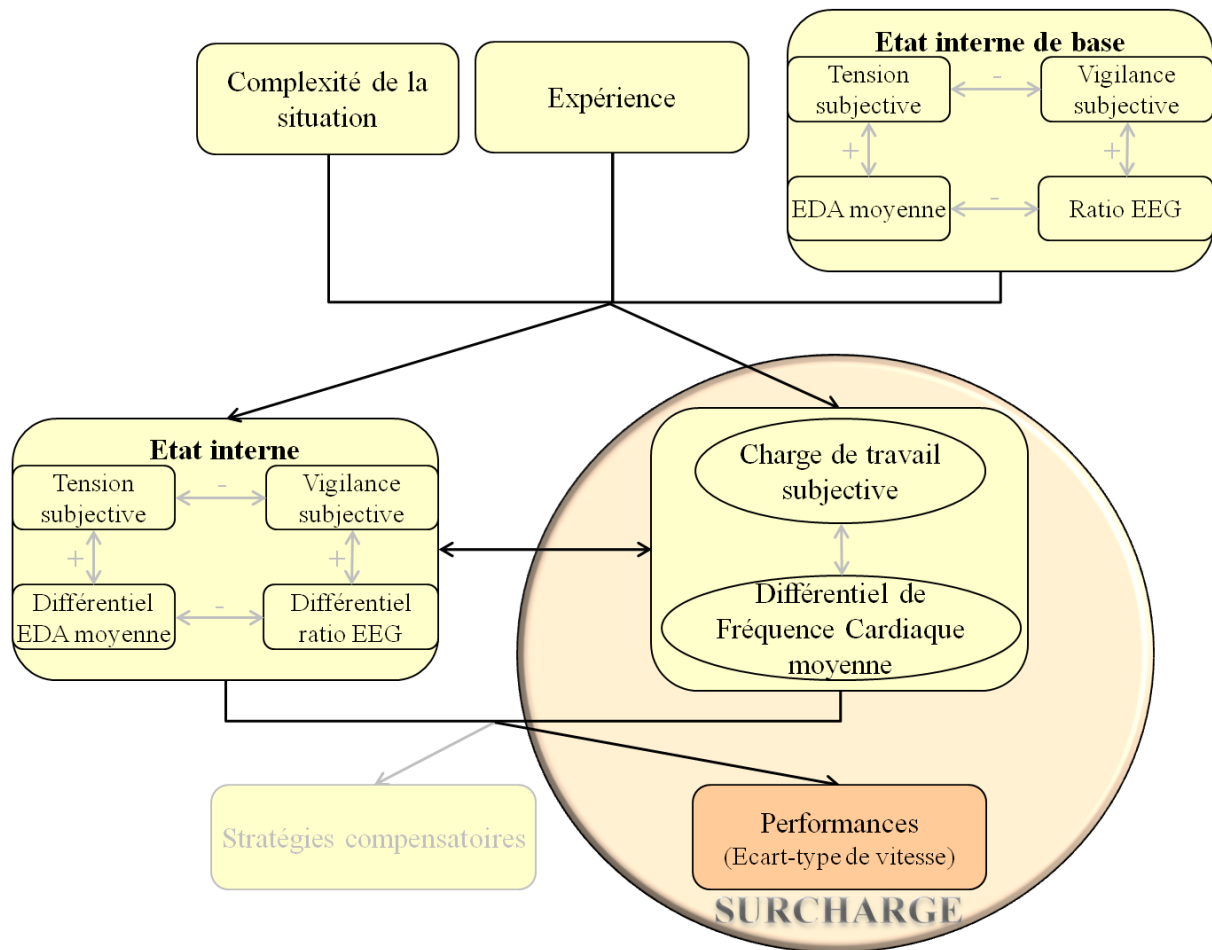 Complexité de la
situation
Expérience
Etat interne de base
Tension
subjective
-
Vigilance
subjective
+
+
EDA moyenne
-
Ratio EEG
Etat interne
Tension
subjective
-
Vigilance
subjective
+
+
Différentiel
EDA moyenne
-
Différentiel
ratio EEG
Charge de travail
subjective
Différentiel de
Fréquence Cardiaque
moyenne
Stratégies compensatoires
Performances
(Ecart-type de vitesse)
SURCHARGE